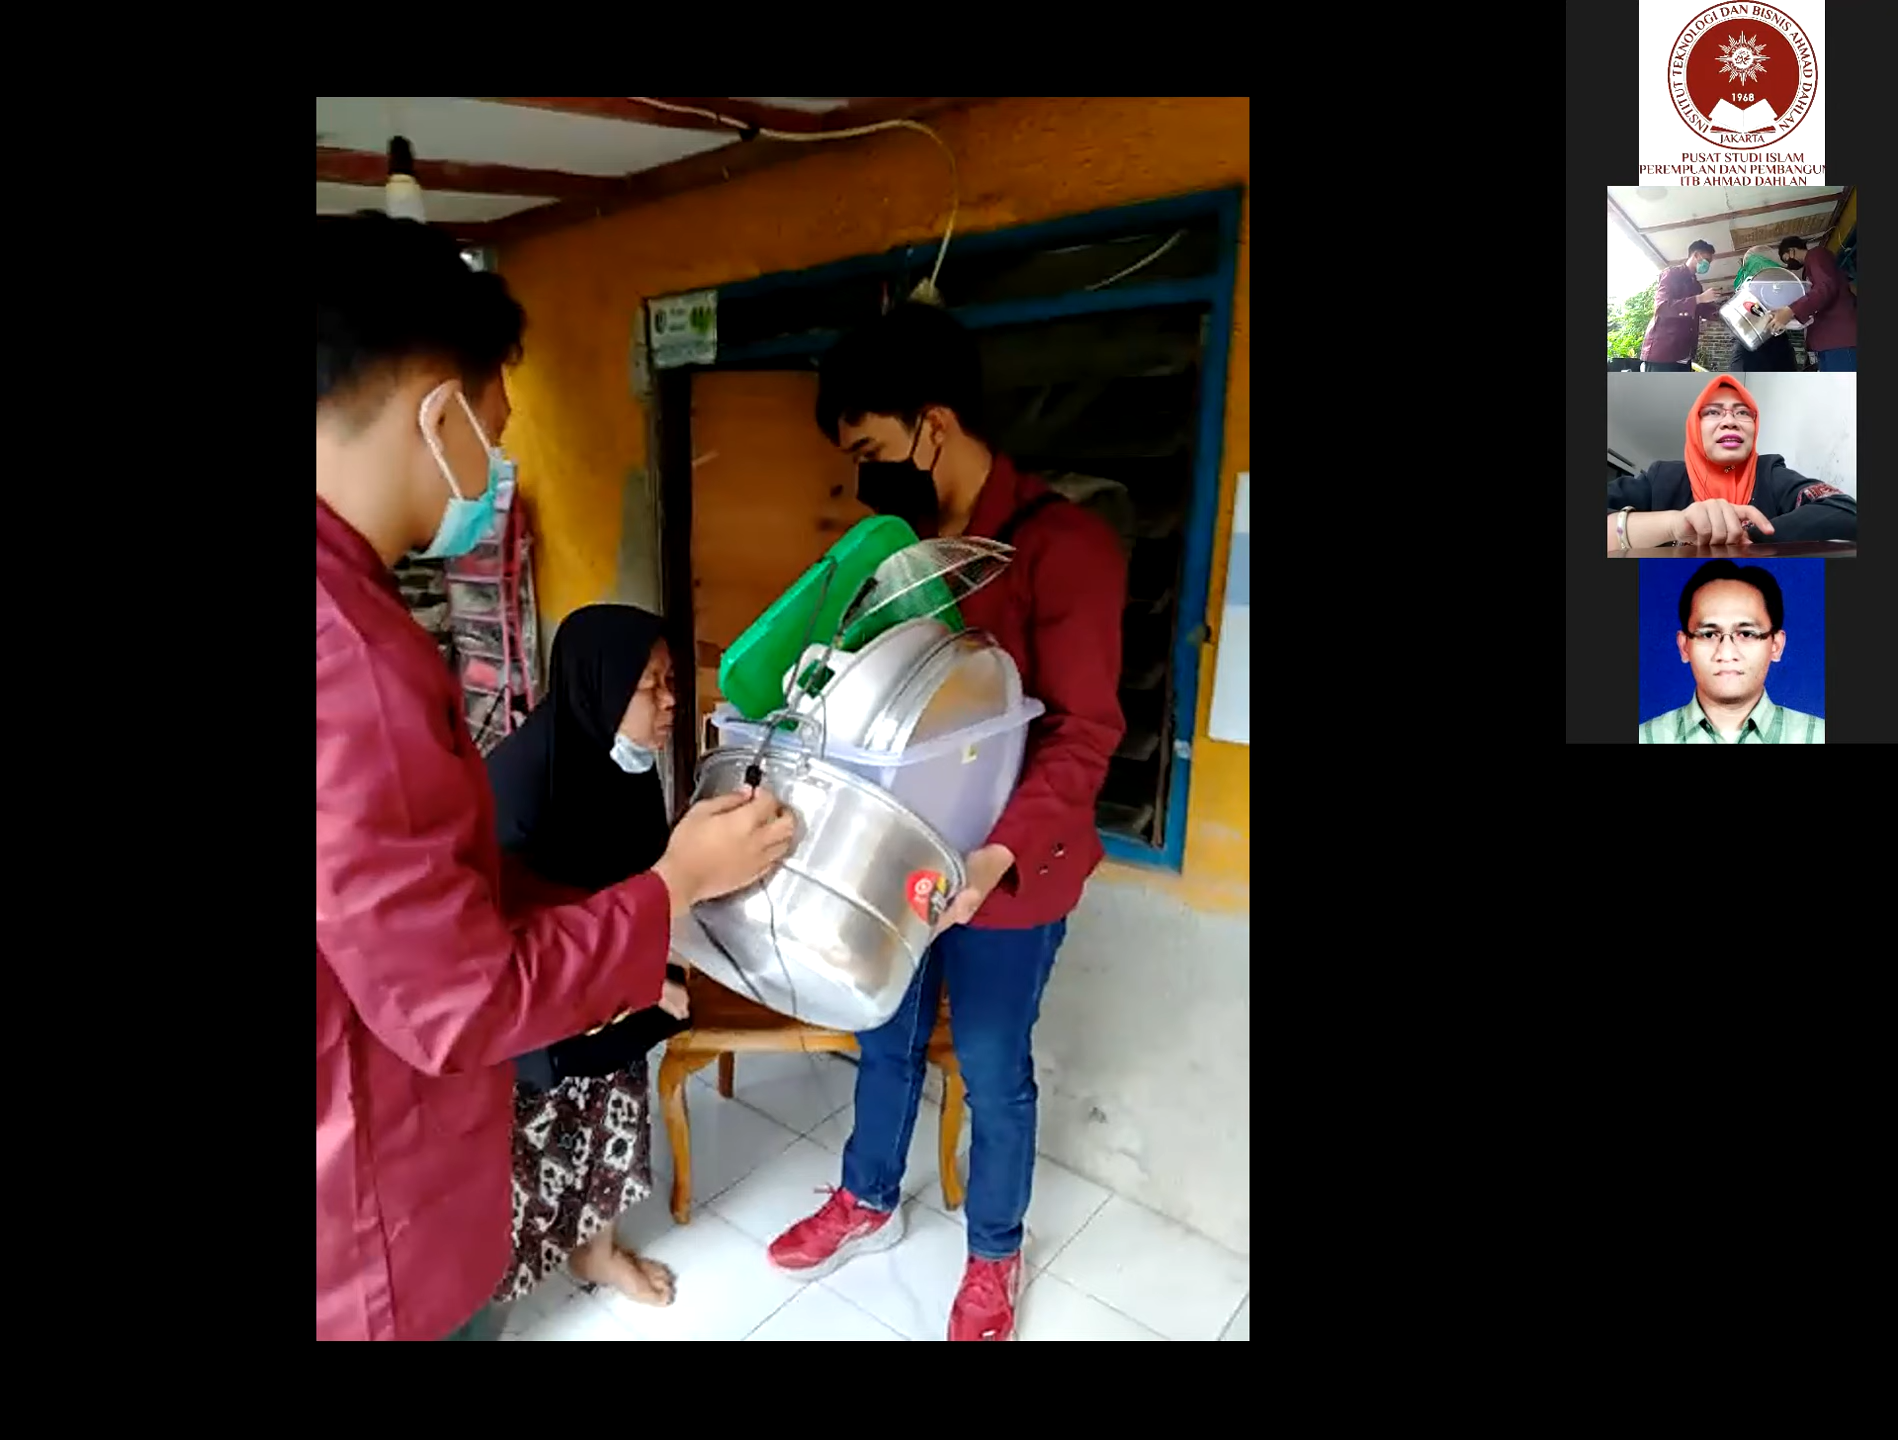 INSTITUT TEKNOLOGI DAN BISNIS AHMAD DAHLAN
1968
JAKARTA
PUSAT STUDI ISLAM
PEREMPUAN DAN PEMBANGUN
ITB AHMAD DAHLAN